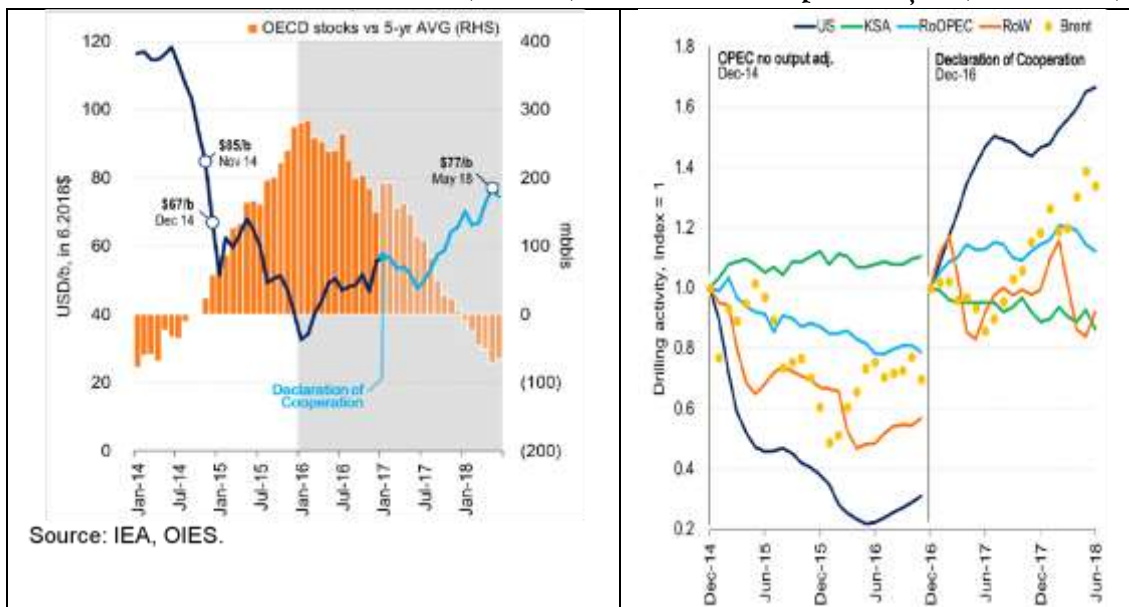 OECD stocks vs 5-yr AVG (RHS)
120
100
80
60
40
20
0
USD/b, in 6.2018$
400
300
200
100
0
(100)
(200)
mbbls
$85/b
Nov 14
$67/b
Dec 14
$77/b
May 18
Declaration of
Cooperation
Jan-14
Jul-14
Jan-15
Jul-15
Jan-16
Jul-16
Jan-17
Jul-17
Jan-18
Source: IEA, OIES.
US KSA RoOPEC RoW Brent
1.8
1.6
1.4
1.2
1.0
0.8
0.6
0.4
0.2
Drilling activity, Index = 1
OPEC no output adj.
Dec-14
Declaration of Cooperation
Dec-16
Dec-14
Jun-15
Dec-15
Jun-16
Dec-16
Jun-17
Dec-17
Jun-18